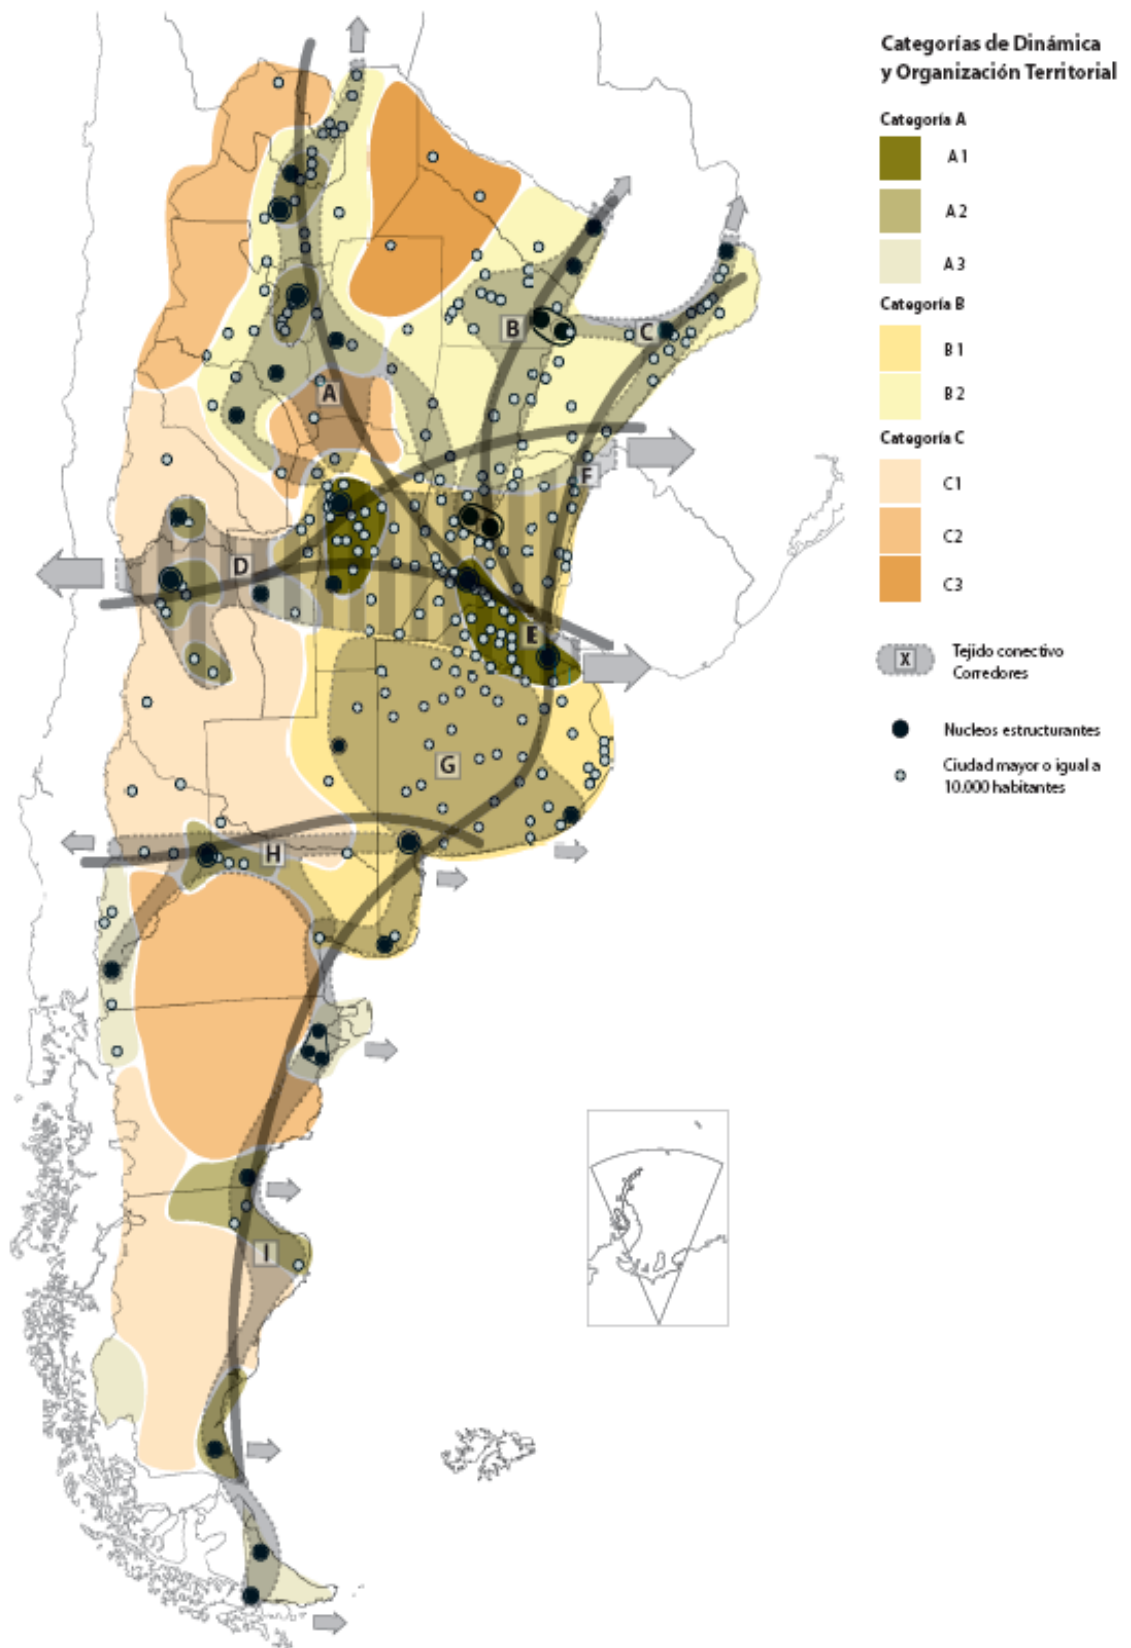 Categorías de Dinámica
y Organización Territorial
Categoría A
A 1
A 2
A 3
Categoría B
B 1
B 2
Categoría C
C 1
C 2
C 3
X
Tejido conectivo
Corredores
Nucleos estructurantes
Ciudad mayor o igual a
10.000 habitantes
B
C
A
F
D
E
G
H
I